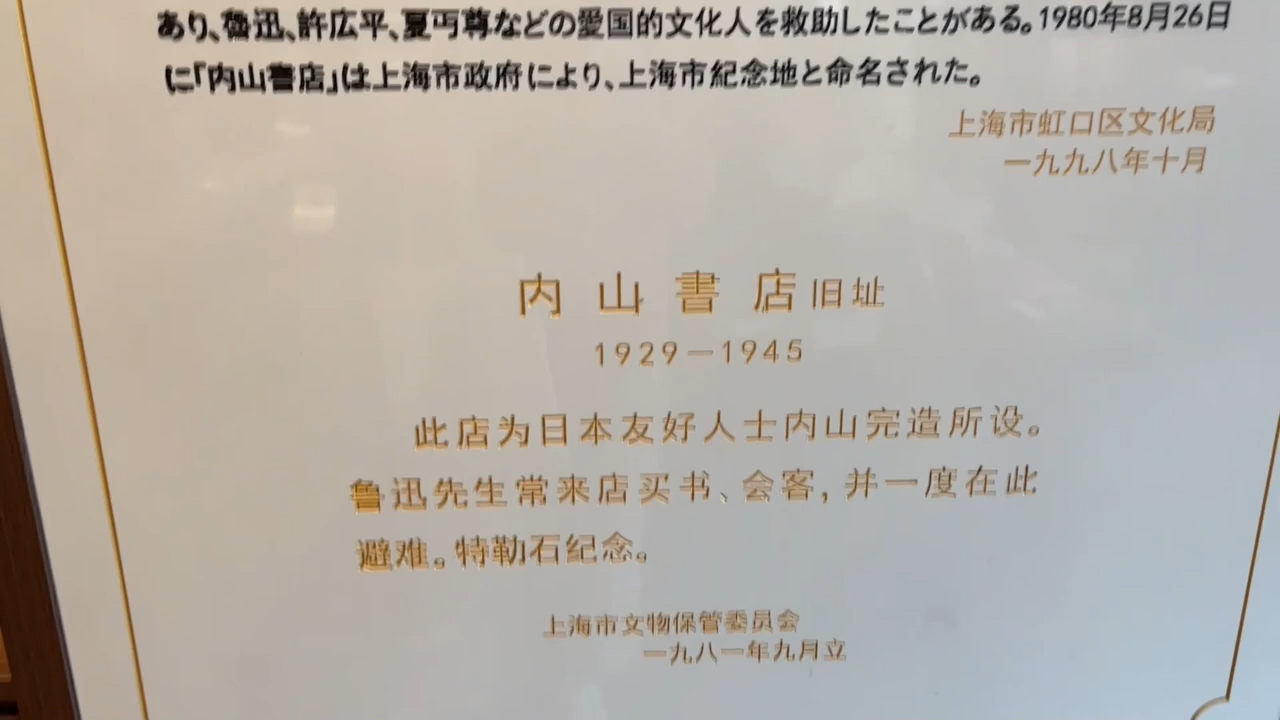 あり、魯迅、許広平、夏丏尊などの愛国的文化人を救助したことがある。1980年8月26日
に「内山書店」は上海市政府により、上海市紀念地と命名された。
上海市虹口区文化局
一九九八年十月
内山書店旧址
1929－1945
此店为日本友好人士内山完造所设。
鲁迅先生常来店买书、会客，并一度在此
避难。特勒石纪念。
上海市文物保管委员会
一九八一年九月立